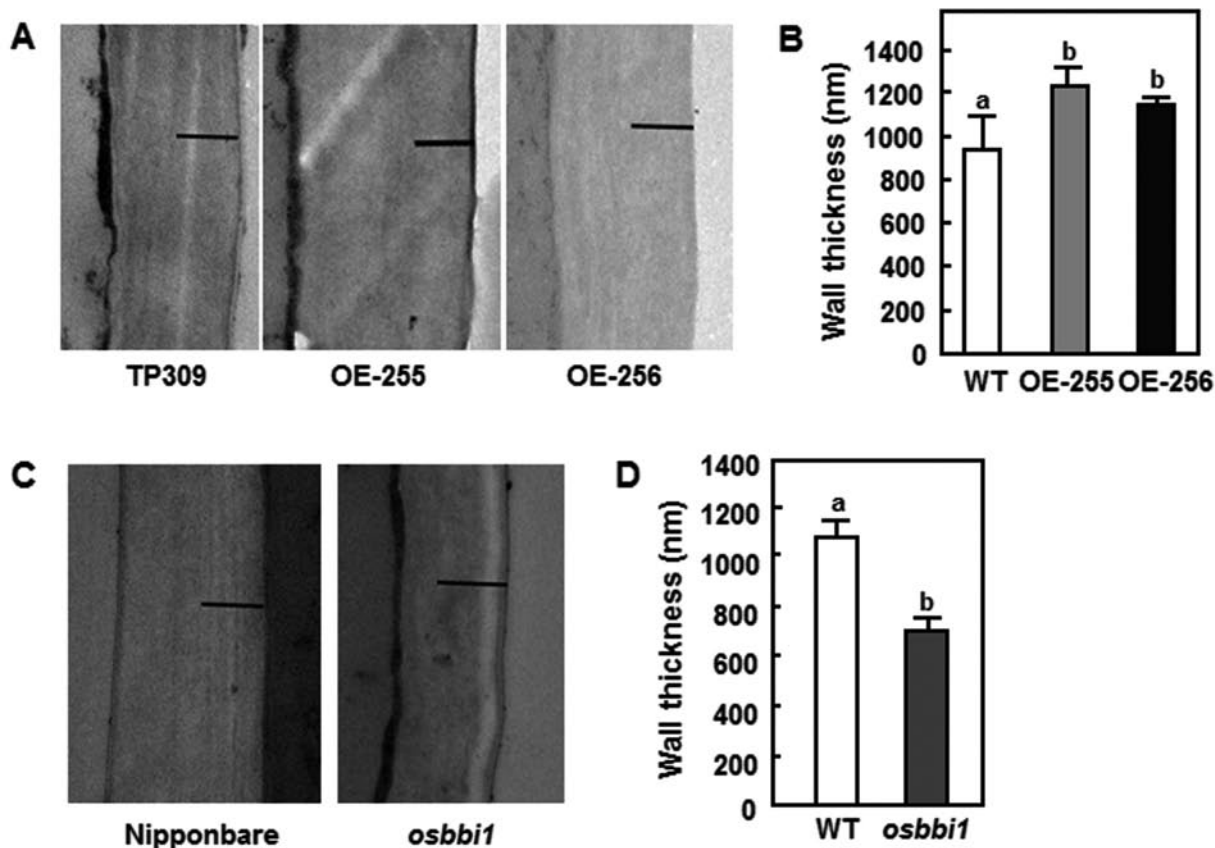 A
TP309
OE-255
OE-256
B
Wall thickness (nm)
1400
1200
1000
800
600
400
200
0
a
b
b
WT
OE-255
OE-256
C
Nipponbare
osbbi1
D
Wall thickness (nm)
1400
1200
1000
800
600
400
200
0
a
b
WT
osbbi1